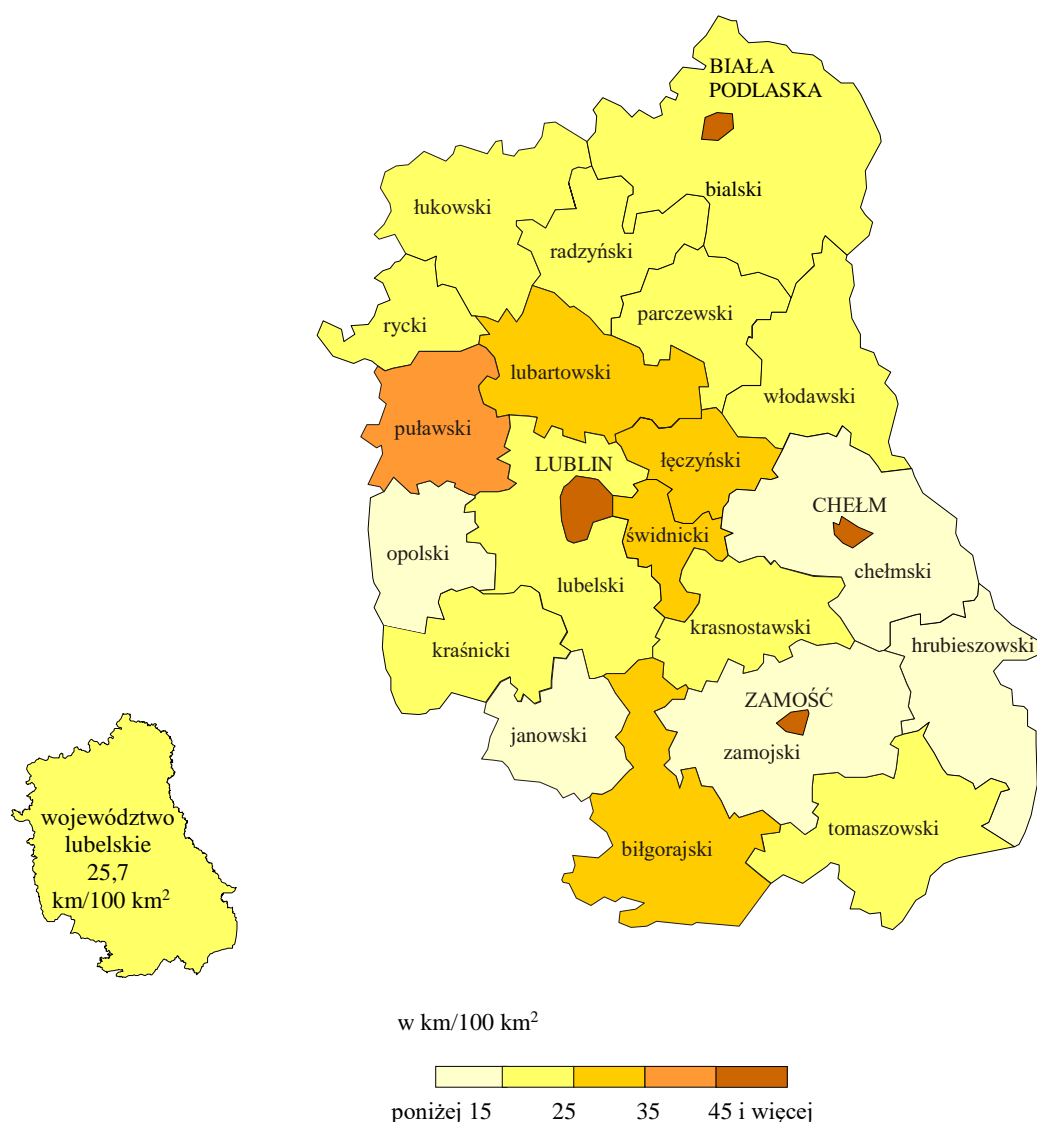 BIAŁA
PODLASKA
bialski
łukowski
radzyński
parczewski
rycki
lubartowski
włodawski
puławski
łęczyński
LUBLIN
CHEŁM
świdnicki
opolski
chełmski
lubelski
krasnostawski
hrubieszowski
kraśnicki
ZAMOŚĆ
janowski
zamojski
tomaszowski
biłgorajski
województwo
lubelskie
25,7
km/100 km²
w km/100 km²
poniżej 15 25 35 45 i więcej